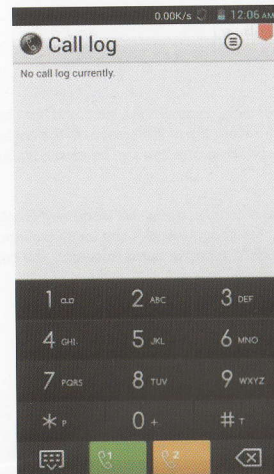 0.00K/s 12:06 AM
Call log
No call log currently.
1
2 ABC
3 DEF
4 GHI
5 JKL
6 MNO
7 PQRS
8 TUV
9 WXYZ
* P
0 +
# T
1
2